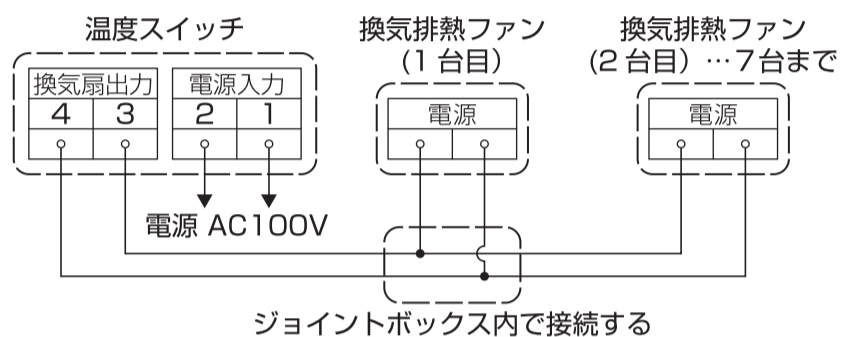 温度スイッチ
換気扇出力
電源入力
4 3 2 1
電源 AC100V
換気排熱ファン
(1台目)
電源
換気排熱ファン
(2台目)…7台まで
電源
ジョイントボックス内で接続する